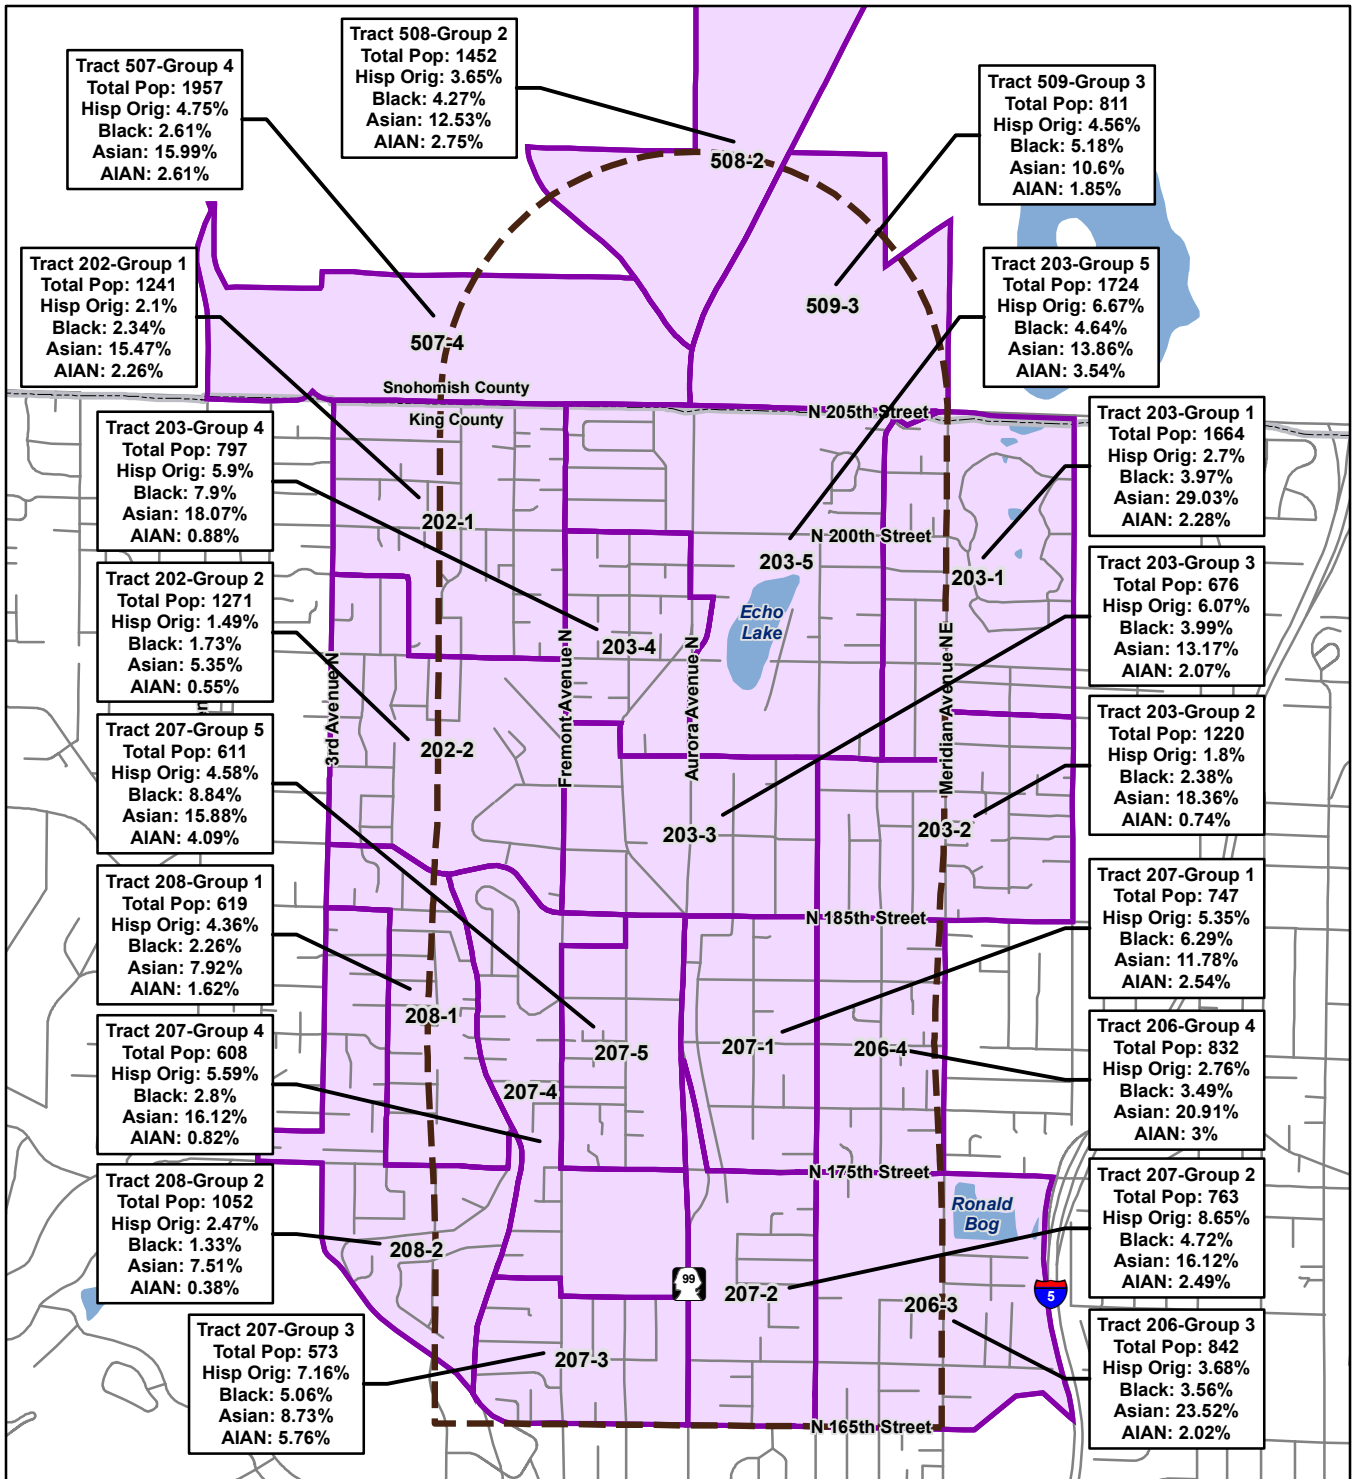 Tract 508-Group 2
Total Pop: 1452
Hisp Orig: 3.65%
Black: 4.27%
Asian: 12.53%
AIAN: 2.75%
Tract 507-Group 4
Total Pop: 1957
Hisp Orig: 4.75%
Black: 2.61%
Asian: 15.99%
AIAN: 2.61%
Tract 509-Group 3
Total Pop: 811
Hisp Orig: 4.56%
Black: 5.18%
Asian: 10.6%
AIAN: 1.85%
Tract 202-Group 1
Total Pop: 1241
Hisp Orig: 2.1%
Black: 2.34%
Asian: 15.47%
AIAN: 2.26%
Tract 203-Group 5
Total Pop: 1724
Hisp Orig: 6.67%
Black: 4.64%
Asian: 13.86%
AIAN: 3.54%
Tract 203-Group 4
Total Pop: 797
Hisp Orig: 5.9%
Black: 7.9%
Asian: 18.07%
AIAN: 0.88%
Tract 203-Group 1
Total Pop: 1664
Hisp Orig: 2.7%
Black: 3.97%
Asian: 29.03%
AIAN: 2.28%
Tract 202-Group 2
Total Pop: 1271
Hisp Orig: 1.49%
Black: 1.73%
Asian: 5.35%
AIAN: 0.55%
Tract 203-Group 3
Total Pop: 676
Hisp Orig: 6.07%
Black: 3.99%
Asian: 13.17%
AIAN: 2.07%
Tract 207-Group 5
Total Pop: 611
Hisp Orig: 4.58%
Black: 8.84%
Asian: 15.88%
AIAN: 4.09%
Tract 203-Group 2
Total Pop: 1220
Hisp Orig: 1.8%
Black: 2.38%
Asian: 18.36%
AIAN: 0.74%
Tract 208-Group 1
Total Pop: 619
Hisp Orig: 4.36%
Black: 2.26%
Asian: 7.92%
AIAN: 1.62%
Tract 207-Group 1
Total Pop: 747
Hisp Orig: 5.35%
Black: 6.29%
Asian: 11.78%
AIAN: 2.54%
Tract 207-Group 4
Total Pop: 608
Hisp Orig: 5.59%
Black: 2.8%
Asian: 16.12%
AIAN: 0.82%
Tract 206-Group 4
Total Pop: 832
Hisp Orig: 2.76%
Black: 3.49%
Asian: 20.91%
AIAN: 3%
Tract 208-Group 2
Total Pop: 1052
Hisp Orig: 2.47%
Black: 1.33%
Asian: 7.51%
AIAN: 0.38%
Tract 207-Group 2
Total Pop: 763
Hisp Orig: 8.65%
Black: 4.72%
Asian: 16.12%
AIAN: 2.49%
Tract 207-Group 3
Total Pop: 573
Hisp Orig: 7.16%
Black: 5.06%
Asian: 8.73%
AIAN: 5.76%
Tract 206-Group 3
Total Pop: 842
Hisp Orig: 3.68%
Black: 3.56%
Asian: 23.52%
AIAN: 2.02%
508-2
509-3
507-4
Snohomish County
King County
N 205th Street
202-1
N 200th Street
203-5
203-1
Echo
Lake
203-4
3rd Avenue N
Fremont Avenue N
Aurora Avenue N
Meridian Avenue NE
202-2
203-3
203-2
N 185th Street
208-1
207-5
207-1
206-4
207-4
N 175th Street
Ronald
Bog
208-2
99
207-2
206-3
5
207-3
N 165th Street